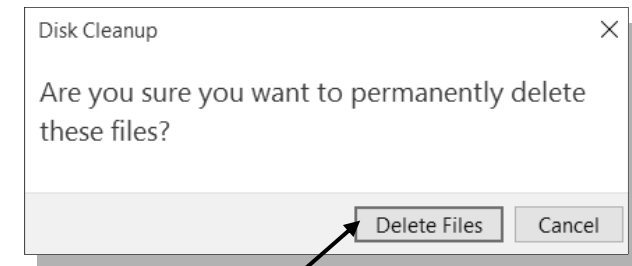 Disk Cleanup
Are you sure you want to permanently delete
these files?
Delete Files
Cancel